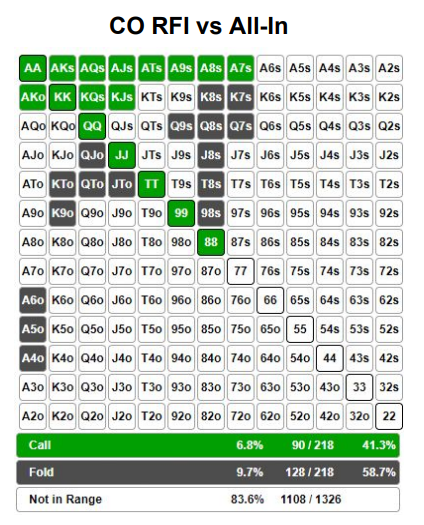 CO RFI vs All-In
AA AKs AQs AJs ATs A9s A8s A7s A6s A5s A4s A3s A2s
AKo KK KQs KJs KTs K9s K8s K7s K6s K5s K4s K3s K2s
AQo KQo QQ QJs QTs Q9s Q8s Q7s Q6s Q5s Q4s Q3s Q2s
AJo KJo QJo JJ JTs J9s J8s J7s J6s J5s J4s J3s J2s
ATo KTo QTo JTo TT T9s T8s T7s T6s T5s T4s T3s T2s
A9o K9o Q9o J9o T9o 99 98s 97s 96s 95s 94s 93s 92s
A8o K8o Q8o J8o T8o 98o 88 87s 86s 85s 84s 83s 82s
A7o K7o Q7o J7o T7o 97o 87o 77 76s 75s 74s 73s 72s
A6o K6o Q6o J6o T6o 96o 86o 76o 66 65s 64s 63s 62s
A5o K5o Q5o J5o T5o 95o 85o 75o 65o 55 54s 53s 52s
A4o K4o Q4o J4o T4o 94o 84o 74o 64o 54o 44 43s 42s
A3o K3o Q3o J3o T3o 93o 83o 73o 63o 53o 43o 33 32s
A2o K2o Q2o J2o T2o 92o 82o 72o 62o 52o 42o 32o 22
Call 6.8% 90 / 218 41.3%
Fold 9.7% 128 / 218 58.7%
Not in Range 83.6% 1108 / 1326